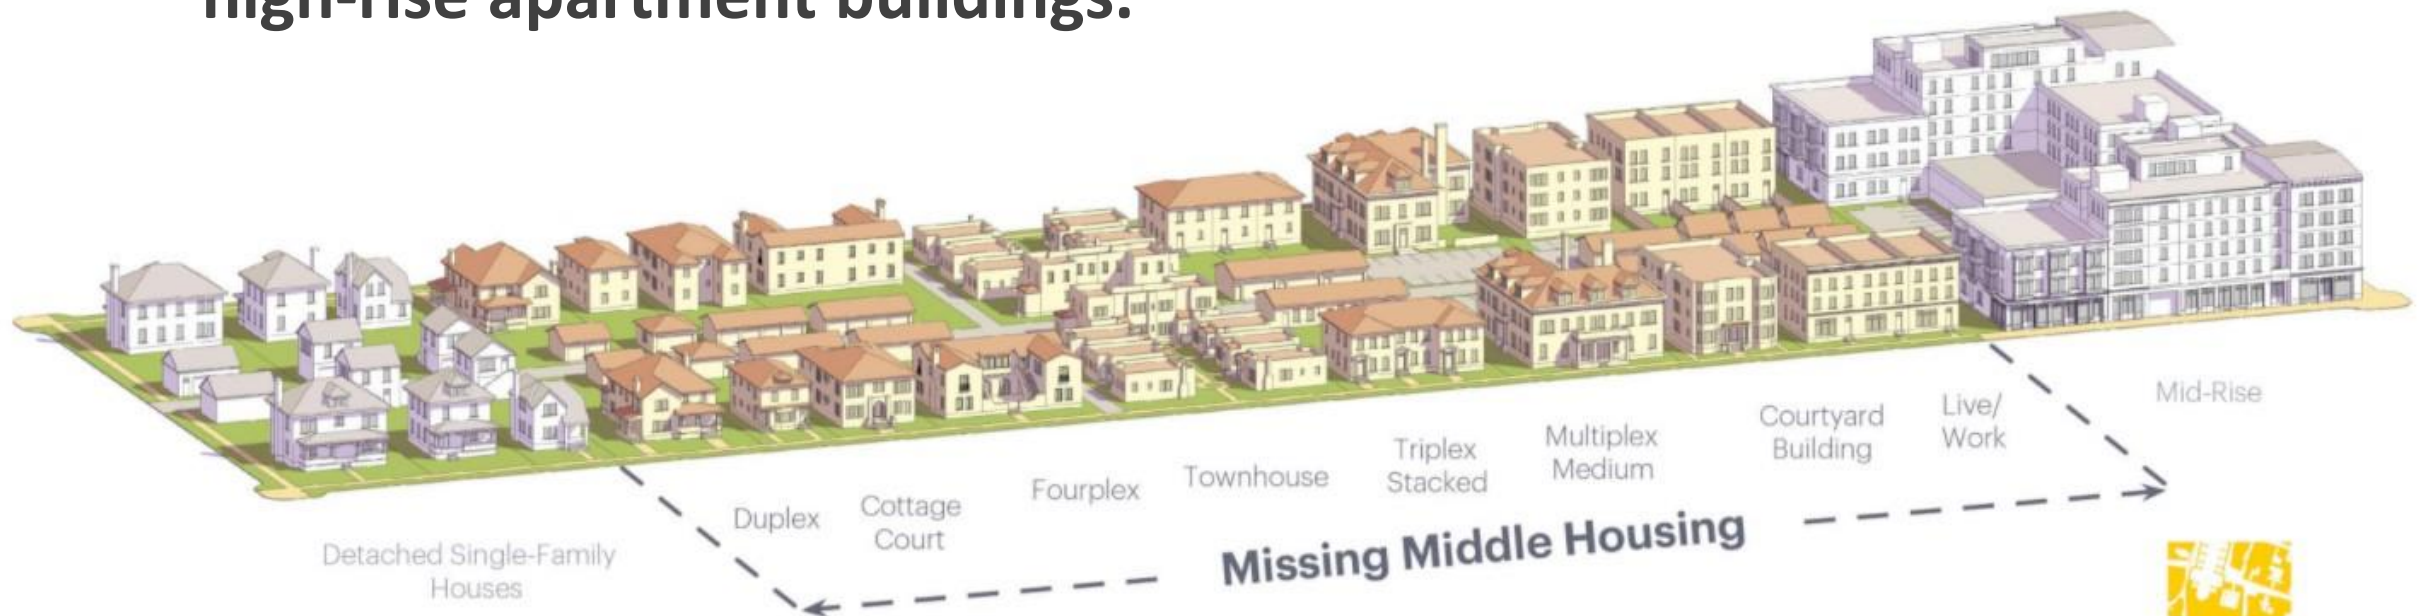 high-rise apartment buildings.
Mid-Rise
Live/
Work
Courtyard
Building
Multiplex
Medium
Triplex
Stacked
Townhouse
Fourplex
Cottage
Court
Duplex
Detached Single-Family
Houses
Missing Middle Housing